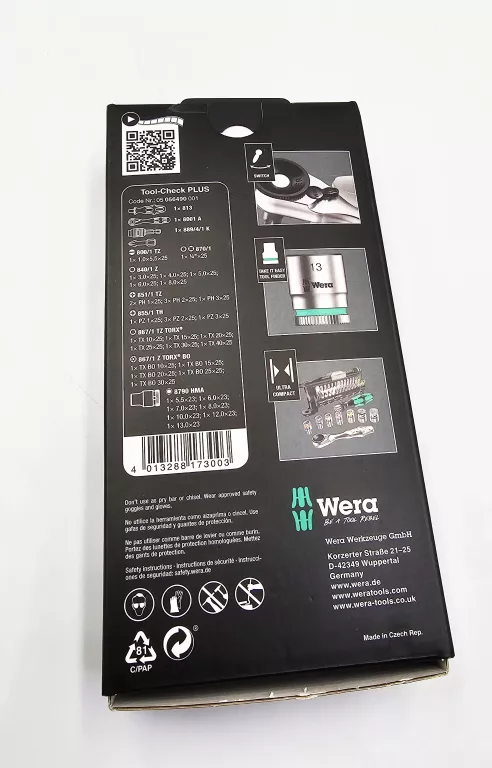 Tool-Check PLUS
Code Nr.: 05 056490 001
1× 813
1× 8001 A
1× 889/4/1 K
800/1 TZ
1× 1,0×5,5×25
870/1
1× ¼"×25
840/1 Z
1× 3,0×25; 1× 4,0×25; 1× 5,0×25;
1× 6,0×25; 1× 8,0×25
851/1 TZ
2× PH 1×25; 3× PH 2×25; 1× PH 3×25
855/1 TH
1× PZ 1×25; 3× PZ 2×25; 1× PZ 3×25
867/1 TZ TORX®
1× TX 10×25; 1× TX 15×25; 1× TX 20×25;
1× TX 25×25; 1× TX 30×25; 1× TX 40×25
867/1 Z TORX® BO
1× TX BO 10×25; 1× TX BO 15×25;
1× TX BO 20×25; 1× TX BO 25×25;
1× TX BO 30×25
8790 HMA
1× 5,5×23; 1× 6,0×23;
1× 7,0×23; 1× 8,0×23;
1× 10,0×23; 1× 12,0×23;
1× 13,0×23
4 013288 173003
SWITCH
TAKE IT EASY
TOOL FINDER
13
Wera
ULTRA
COMPACT
Don't use as pry bar or chisel. Wear approved safety
goggles and gloves.
No utilice la herramienta como alzaprima o cincel. Use
gafas de seguridad y guantes de protección.
Ne pas utiliser comme barre de levier ou comme burin.
Portez des lunettes de protection homologuées. Mettez
des gants de protection.
Safety instructions · Instructions de sécurité · Instrucci-
ones de seguridad: safety.wera.de
81
C/PAP
®
Wera
BE A TOOL REBEL
Wera Werkzeuge GmbH
Korzerter Straße 21–25
D-42349 Wuppertal
Germany
www.wera.de
www.weratools.com
www.wera-tools.co.uk
Made in Czech Rep.